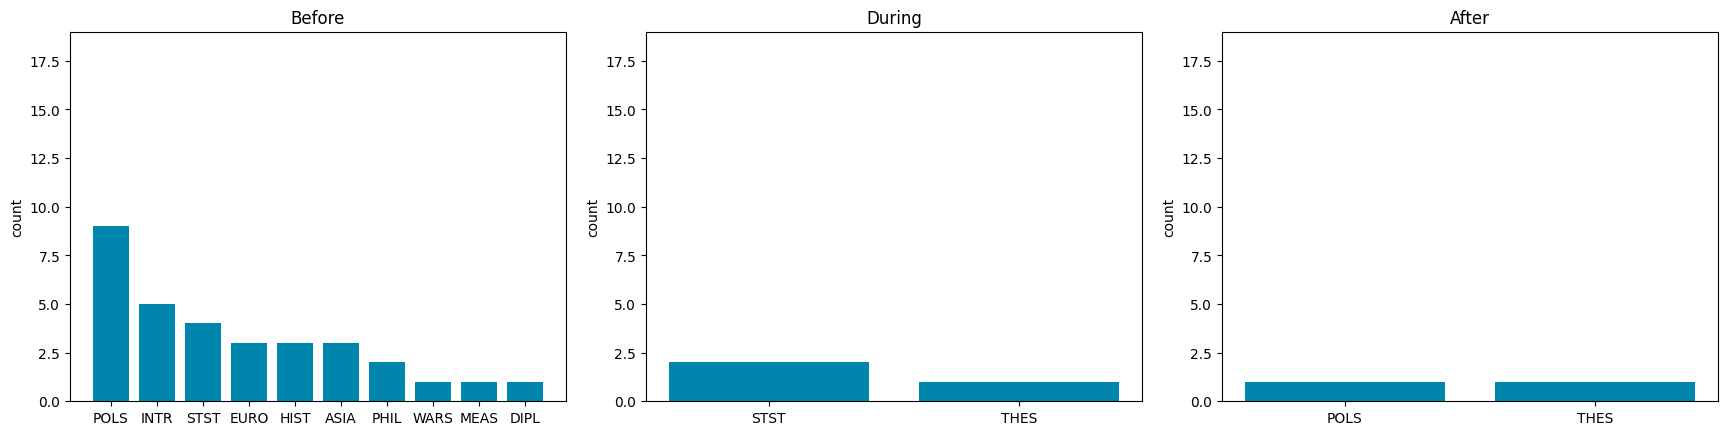 Before
count
17.5
15.0
12.5
10.0
7.5
5.0
2.5
0.0
POLS INTR STST EURO HIST ASIA PHIL WARS MEAS DIPL
During
count
17.5
15.0
12.5
10.0
7.5
5.0
2.5
0.0
STST THES
After
count
17.5
15.0
12.5
10.0
7.5
5.0
2.5
0.0
POLS THES